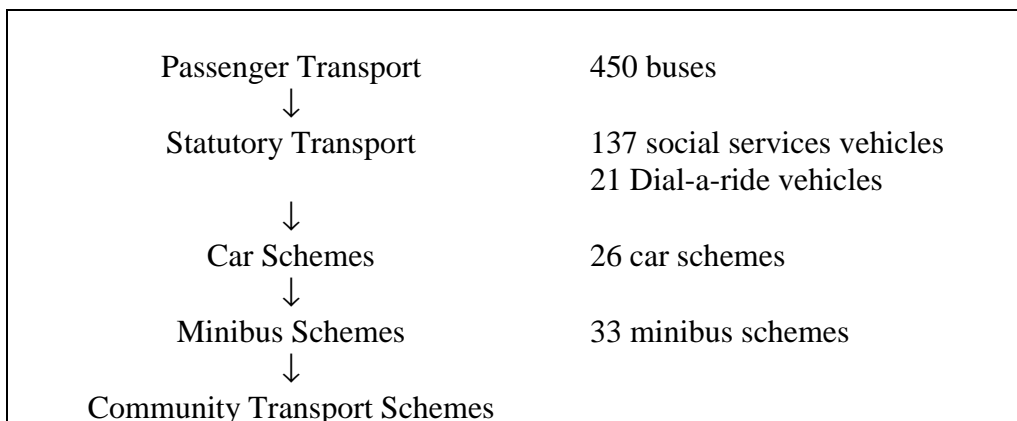 Passenger Transport 450 buses
↓
Statutory Transport 137 social services vehicles
21 Dial-a-ride vehicles
↓
Car Schemes 26 car schemes
↓
Minibus Schemes 33 minibus schemes
↓
Community Transport Schemes